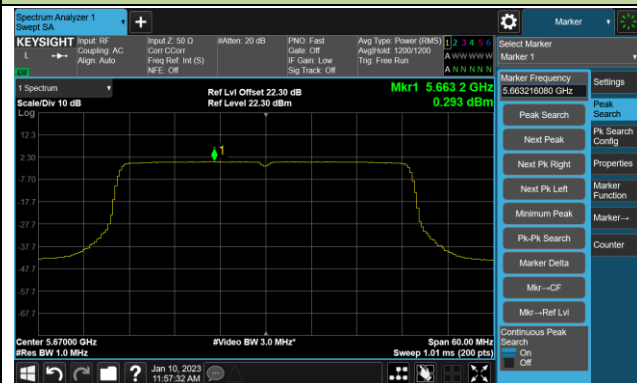 Spectrum Analyzer 1
Swept SA
KEYSIGHT
L
Input: RF
Coupling: AC
Align: Auto
Input Z: 50 Ω
Corr CCorr
Freq Ref: Int (S)
NFE: Off
#Atten: 20 dB
PNO: Fast
Gate: Off
IF Gain: Low
Sig Track: Off
Avg Type: Power (RMS)
Avg|Hold: 1200/1200
Trig: Free Run
1 2 3 4 5 6
A W W W W W
A N N N N N
1 Spectrum
Scale/Div 10 dB
Log
Ref Lvl Offset 22.30 dB
Ref Level 22.30 dBm
Mkr1 5.663 2 GHz
0.293 dBm
12.3
2.30
-7.70
-17.7
-27.7
-37.7
-47.7
-57.7
-67.7
1
Center 5.67000 GHz
#Res BW 1.0 MHz
#Video BW 3.0 MHz*
Span 60.00 MHz
Sweep 1.01 ms (200 pts)
Jan 10, 2023
11:57:32 AM
Marker
Select Marker
Marker 1
Marker Frequency
5.663216080 GHz
Peak Search
Next Peak
Next Pk Right
Next Pk Left
Minimum Peak
Pk-Pk Search
Marker Delta
Mkr→CF
Mkr→Ref Lvl
Continuous Peak
Search
On
Off
Settings
Peak
Search
Pk Search
Config
Properties
Marker
Function
Marker→
Counter